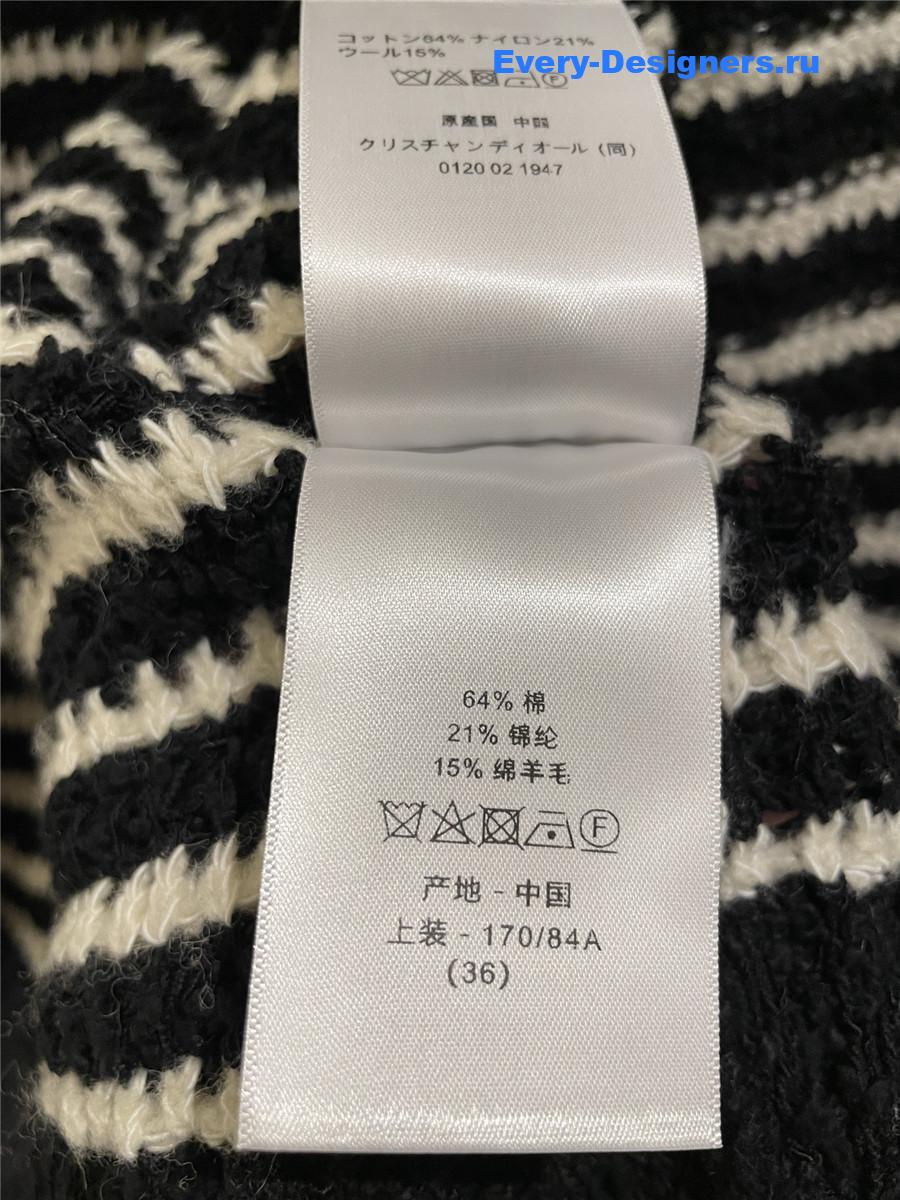 コットン64% ナイロン21%
ウール15%
Every-Designers.ru
原産国 中国
クリスチャンディオール (同)
0120 02 1947
64% 棉
21% 锦纶
15% 绵羊毛
F
产地 - 中国
上装 - 170/84A
(36)